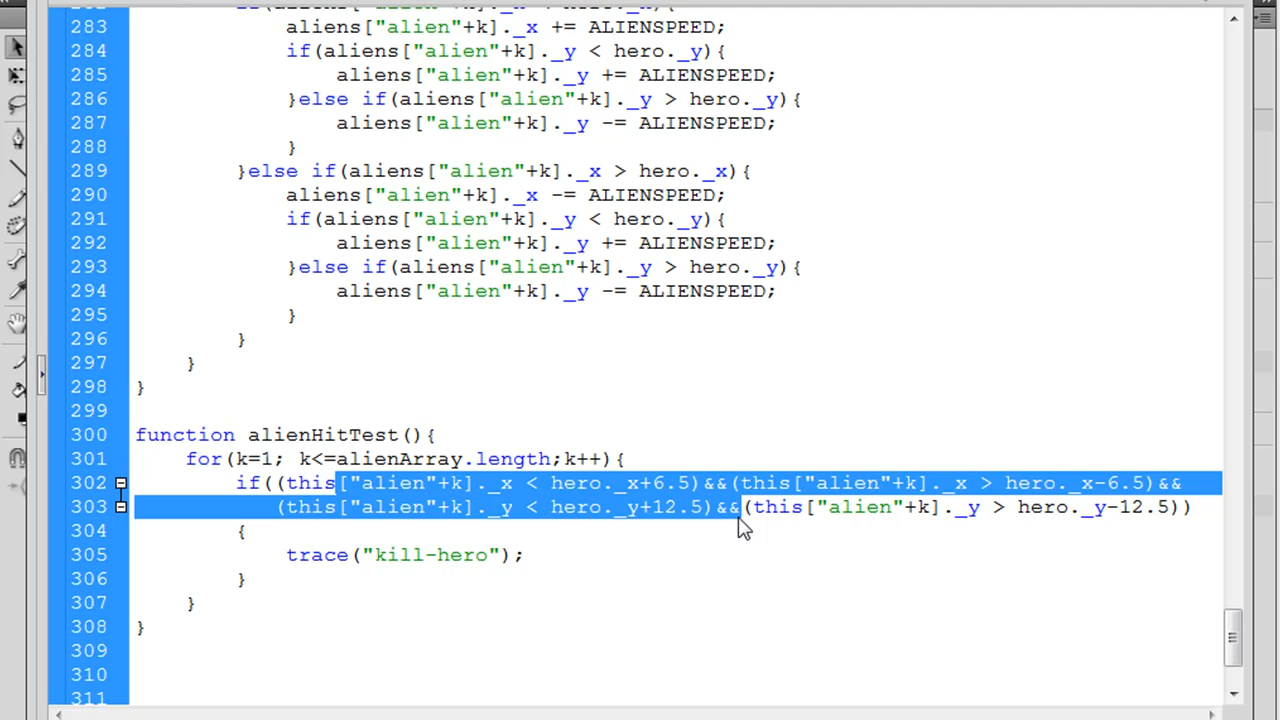 283 aliens["alien"+k]._x += ALIENSPEED;
284 if(aliens["alien"+k]._y < hero._y){
285 aliens["alien"+k]._y += ALIENSPEED;
286 }else if(aliens["alien"+k]._y > hero._y){
287 aliens["alien"+k]._y -= ALIENSPEED;
288 }
289 }else if(aliens["alien"+k]._x > hero._x){
290 aliens["alien"+k]._x -= ALIENSPEED;
291 if(aliens["alien"+k]._y < hero._y){
292 aliens["alien"+k]._y += ALIENSPEED;
293 }else if(aliens["alien"+k]._y > hero._y){
294 aliens["alien"+k]._y -= ALIENSPEED;
295 }
296 }
297 }
298 }
299
300 function alienHitTest(){
301 for(k=1; k<=alienArray.length;k++){
302 if((this["alien"+k]._x < hero._x+6.5)&&(this["alien"+k]._x > hero._x-6.5)&&
303 (this["alien"+k]._y < hero._y+12.5)&&(this["alien"+k]._y > hero._y-12.5))
304 {
305 trace("kill-hero");
306 }
307 }
308 }
309
310
311